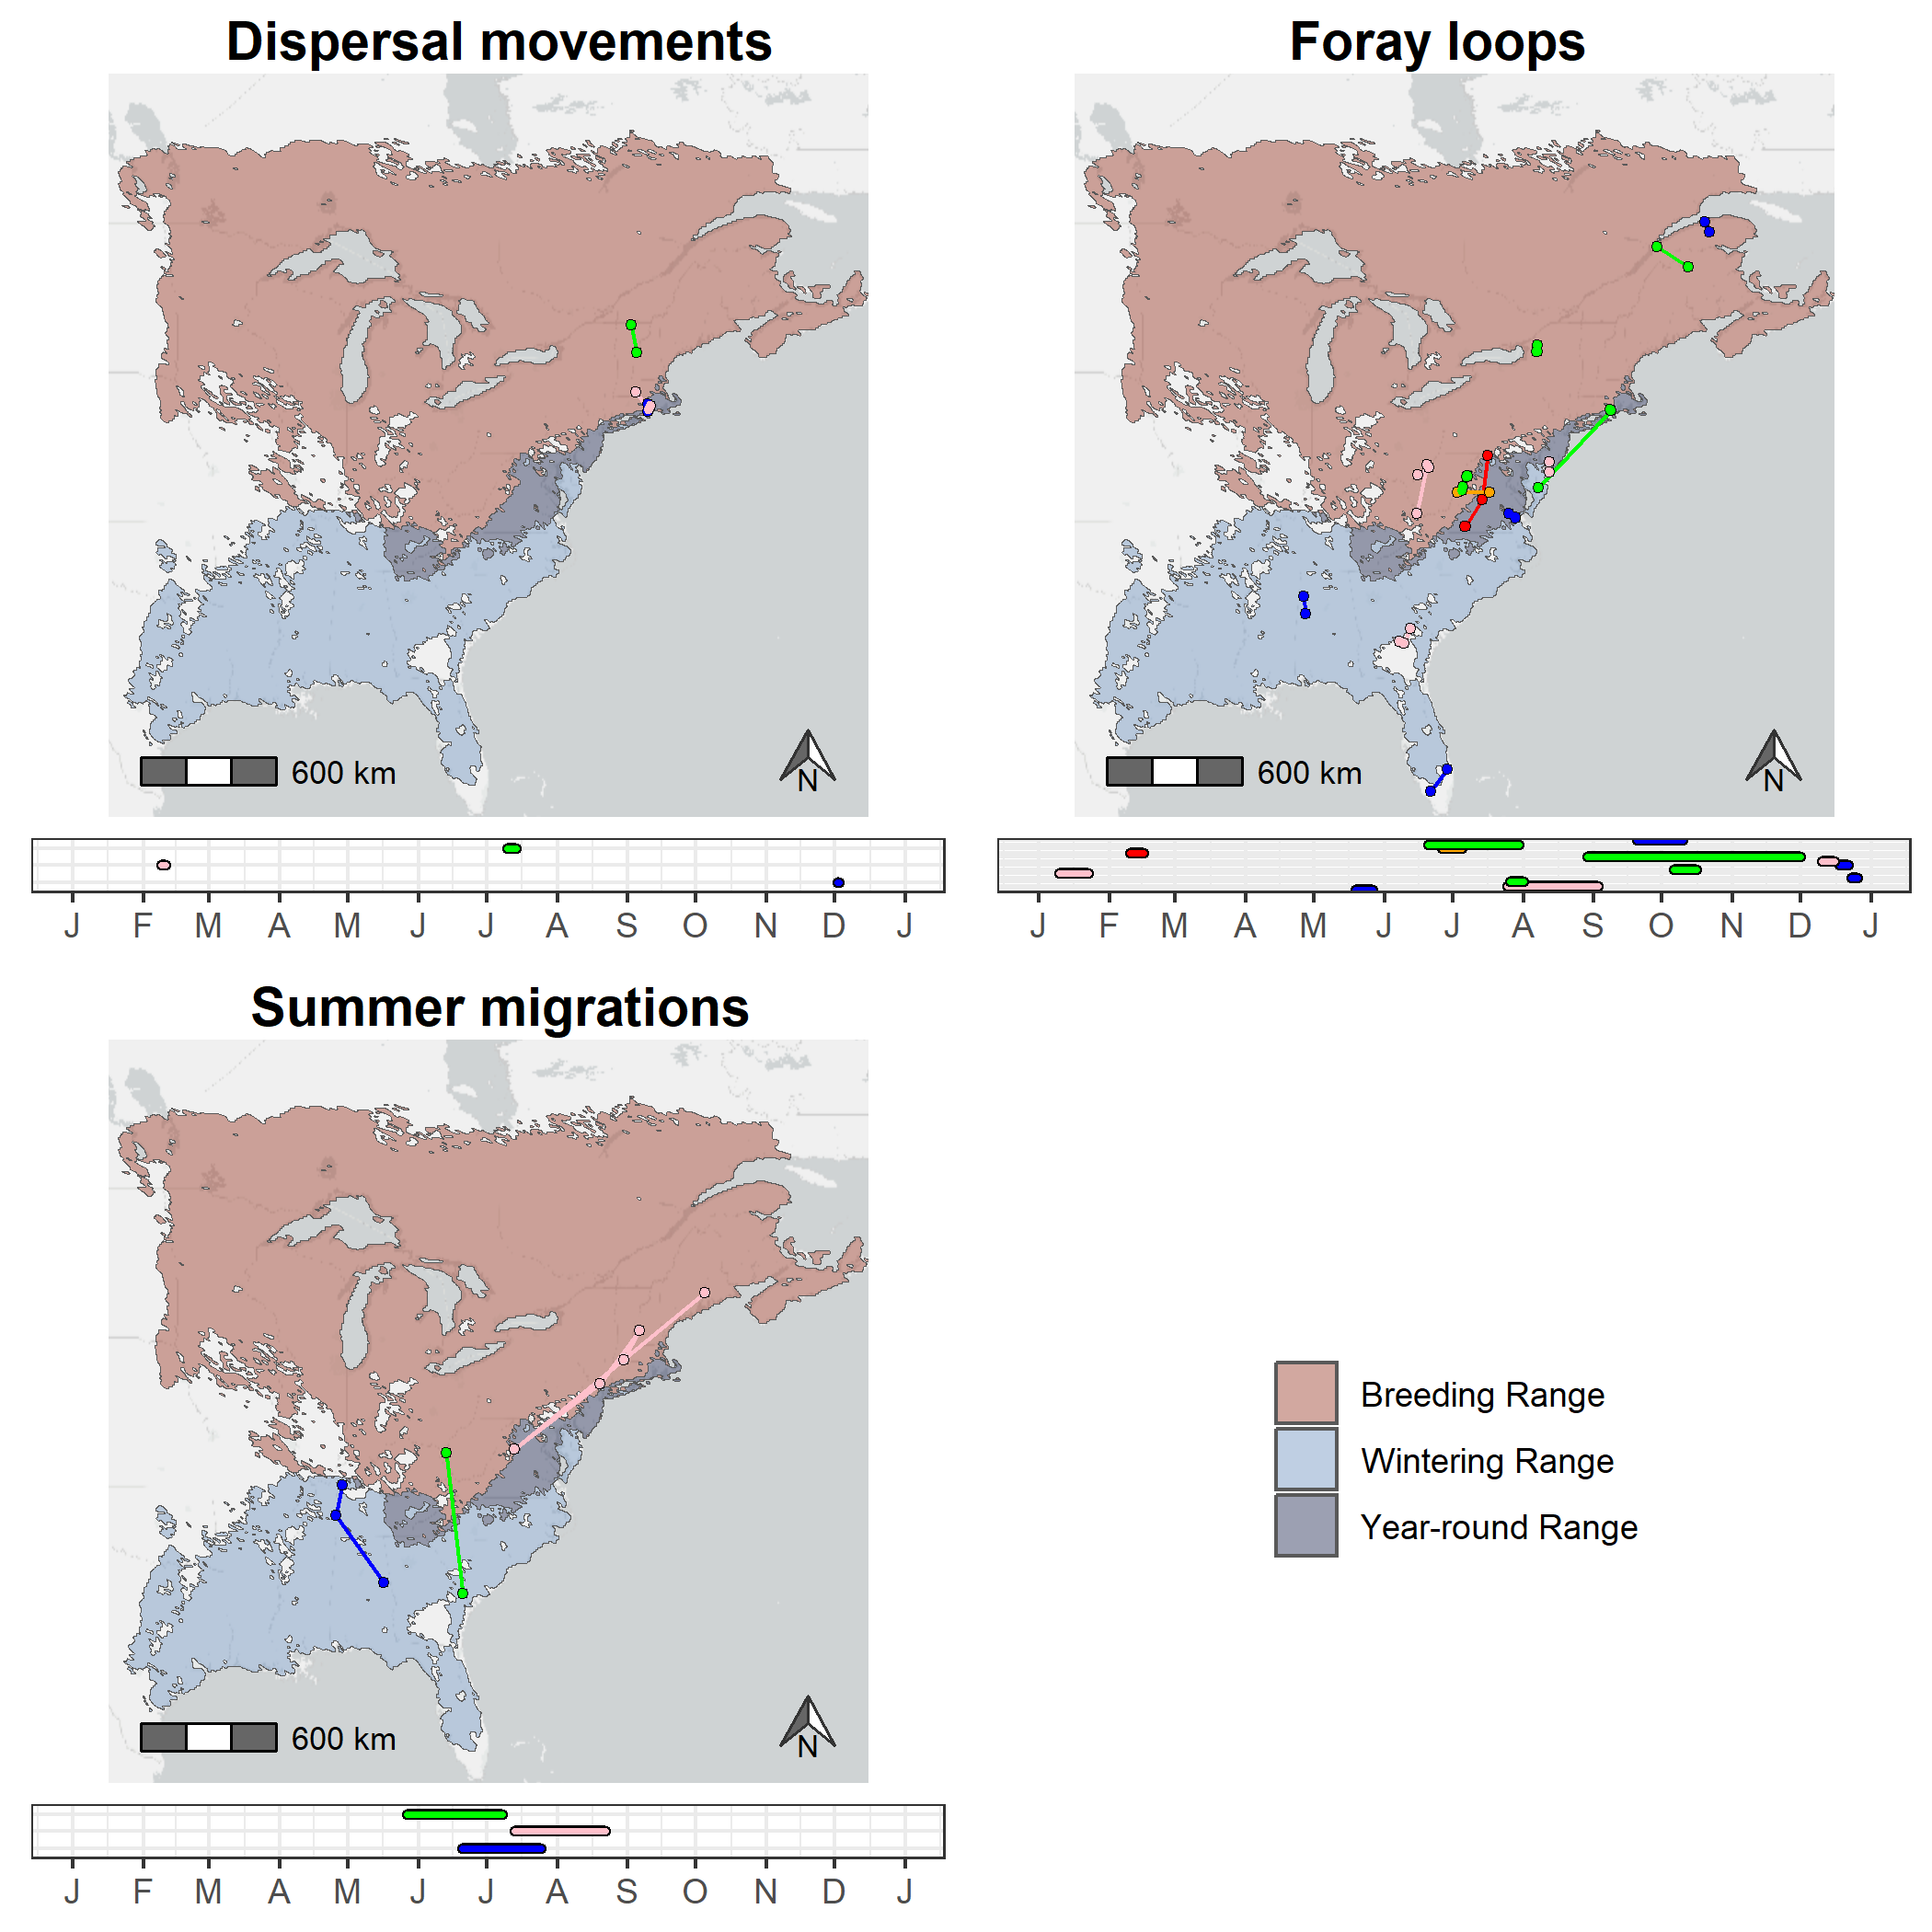 Dispersal movements
Foray loops
600 km
N
600 km
N
J F M A M J J A S O N D J
J F M A M J J A S O N D J
Summer migrations
Breeding Range
Wintering Range
Year-round Range
600 km
N
J F M A M J J A S O N D J